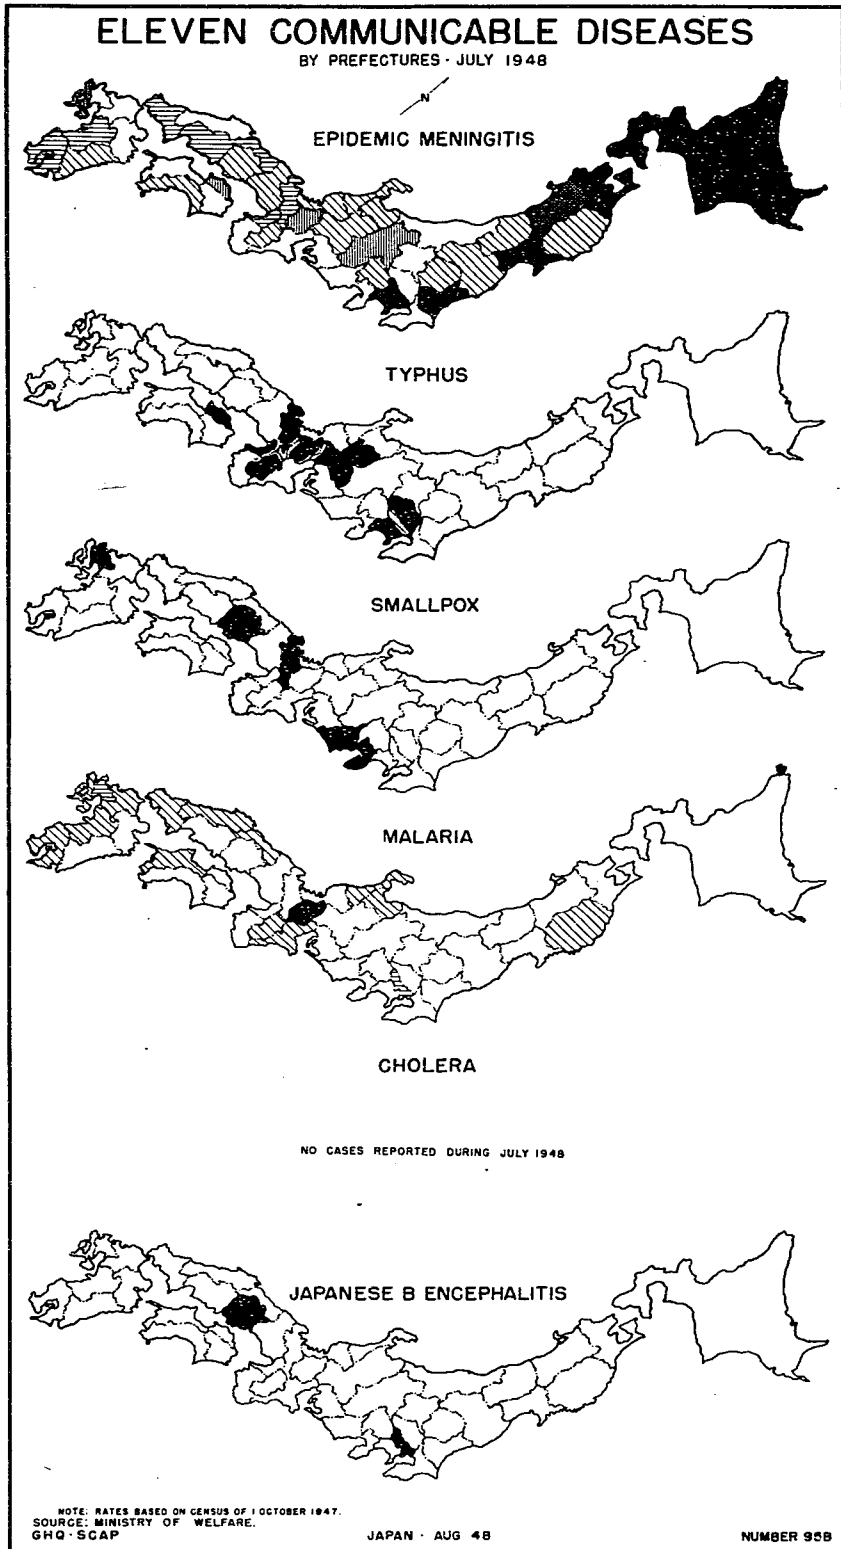 ELEVEN COMMUNICABLE DISEASES
BY PREFECTURES - JULY 1948
N
EPIDEMIC MENINGITIS
TYPHUS
SMALLPOX
MALARIA
CHOLERA
NO CASES REPORTED DURING JULY 1948
JAPANESE B ENCEPHALITIS
NOTE: RATES BASED ON CENSUS OF 1 OCTOBER 1947.
SOURCE: MINISTRY OF WELFARE.
GHQ-SCAP
JAPAN - AUG 48
NUMBER 95B